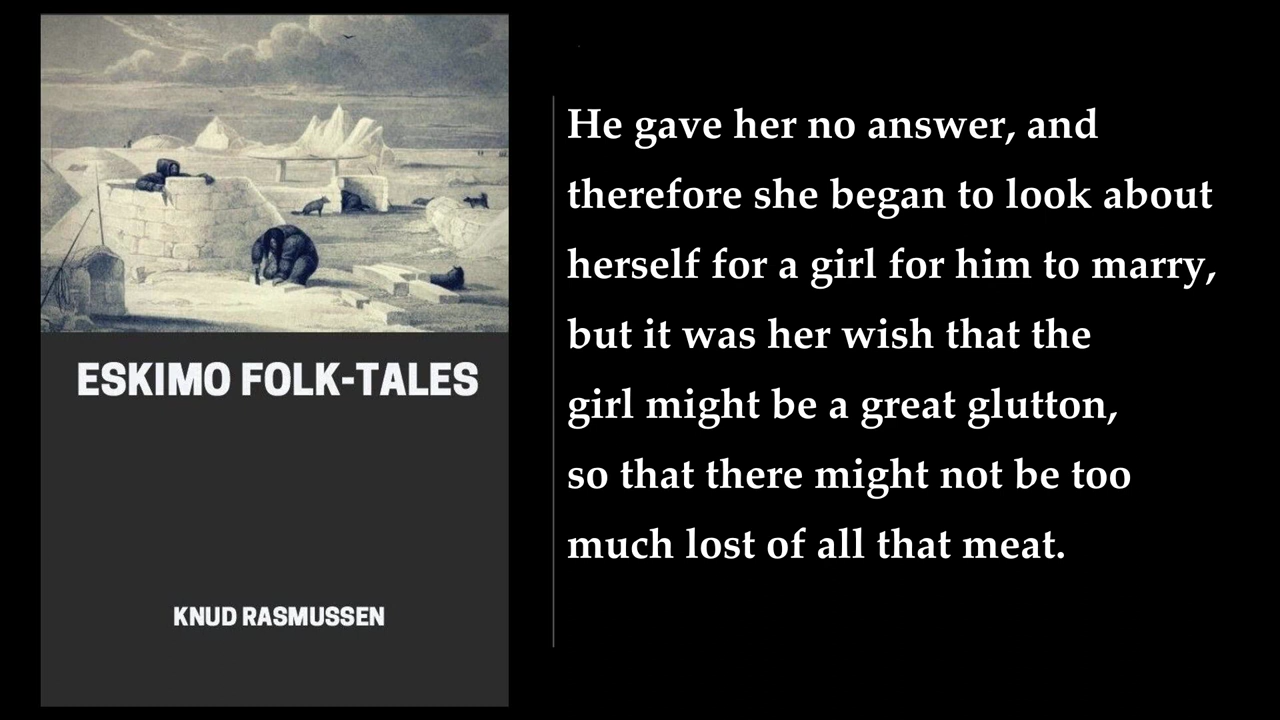 ESKIMO FOLK-TALES
KNUD RASMUSSEN
He gave her no answer, and
therefore she began to look about
herself for a girl for him to marry,
but it was her wish that the
girl might be a great glutton,
so that there might not be too
much lost of all that meat.